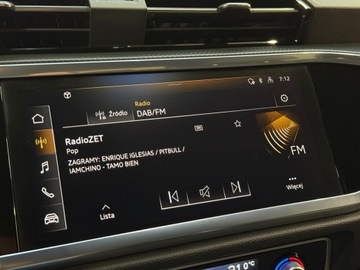 7:12
Źródło
Radio
DAB/FM
RadioZET
Pop
ZAGRAMY: ENRIQUE IGLESIAS / PITBULL /
IAMCHINO - TAMO BIEN
FM
Lista
Więcej